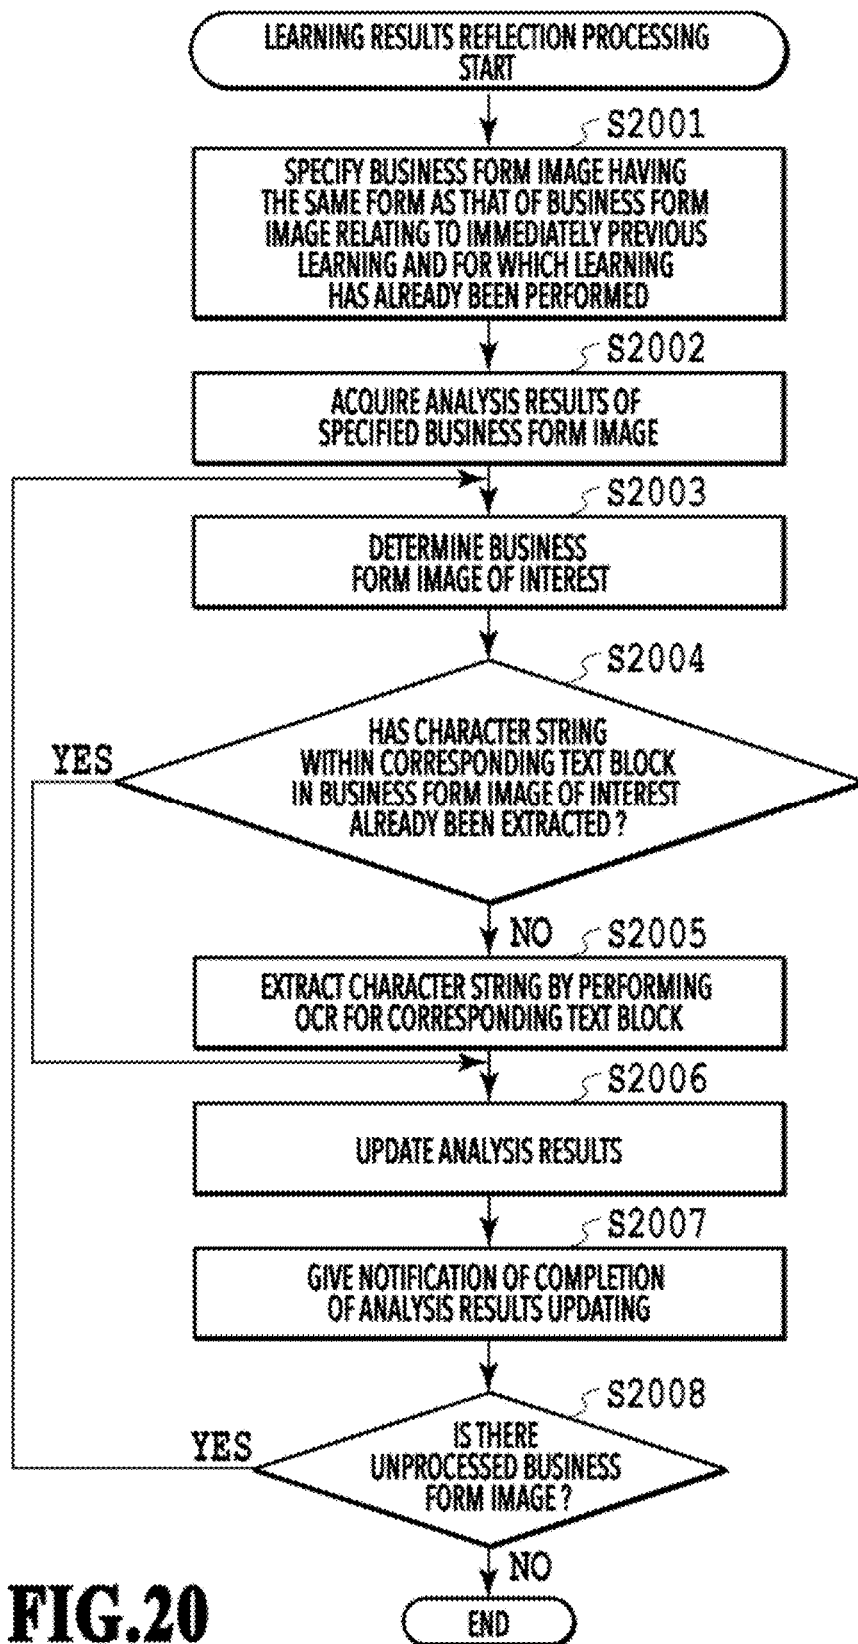 LEARNING RESULTS REFLECTION PROCESSING
START
S2001
SPECIFY BUSINESS FORM IMAGE HAVING
THE SAME FORM AS THAT OF BUSINESS FORM
IMAGE RELATING TO IMMEDIATELY PREVIOUS
LEARNING AND FOR WHICH LEARNING
HAS ALREADY BEEN PERFORMED
S2002
ACQUIRE ANALYSIS RESULTS OF
SPECIFIED BUSINESS FORM IMAGE
S2003
DETERMINE BUSINESS
FORM IMAGE OF INTEREST
S2004
HAS CHARACTER STRING
WITHIN CORRESPONDING TEXT BLOCK
IN BUSINESS FORM IMAGE OF INTEREST
ALREADY BEEN EXTRACTED ?
YES
NO
S2005
EXTRACT CHARACTER STRING BY PERFORMING
OCR FOR CORRESPONDING TEXT BLOCK
S2006
UPDATE ANALYSIS RESULTS
S2007
GIVE NOTIFICATION OF COMPLETION
OF ANALYSIS RESULTS UPDATING
S2008
IS THERE
UNPROCESSED BUSINESS
FORM IMAGE ?
YES
NO
END
FIG.20